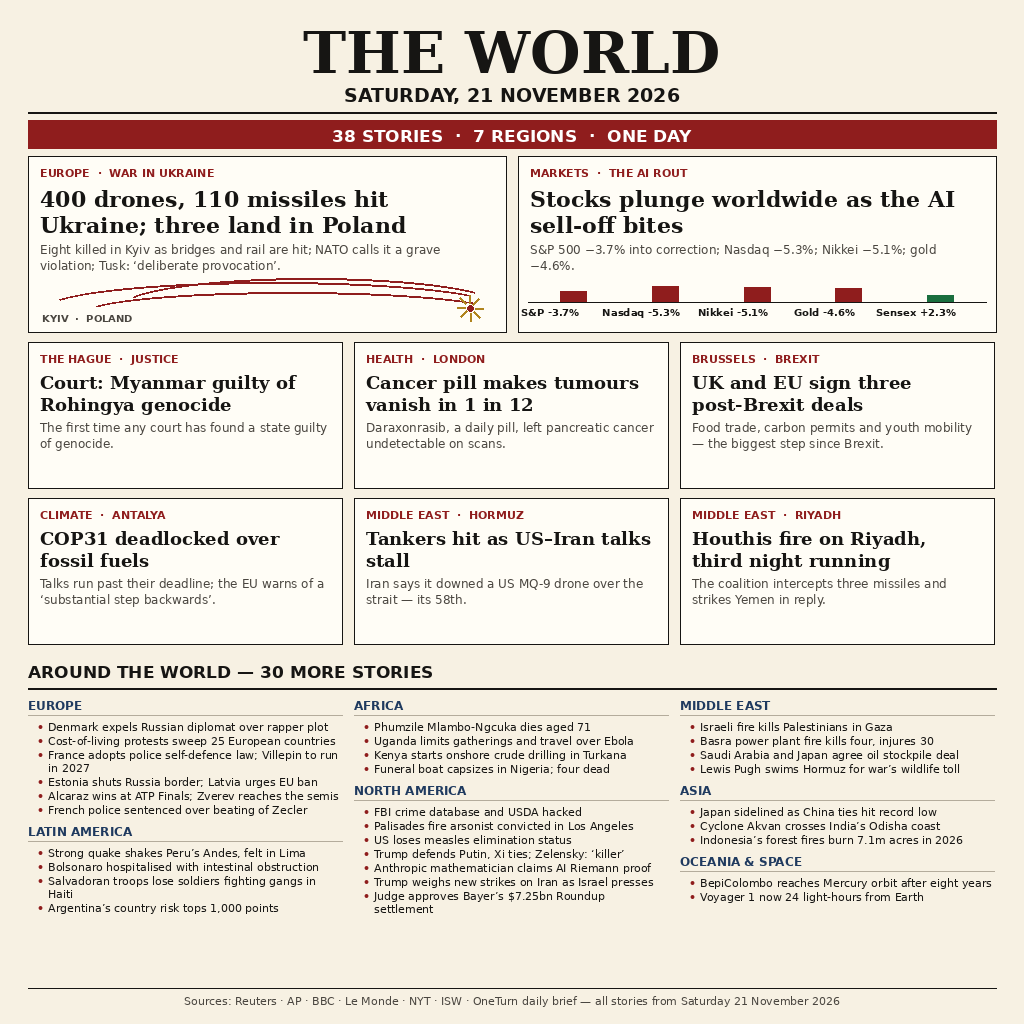 THE WORLD
SATURDAY, 21 NOVEMBER 2026
38 STORIES · 7 REGIONS · ONE DAY
EUROPE · WAR IN UKRAINE
400 drones, 110 missiles hit
Ukraine; three land in Poland
Eight killed in Kyiv as bridges and rail are hit; NATO calls it a grave
violation; Tusk: ‘deliberate provocation’.
KYIV · POLAND
MARKETS · THE AI ROUT
Stocks plunge worldwide as the AI
sell-off bites
S&P 500 −3.7% into correction; Nasdaq −5.3%; Nikkei −5.1%; gold
−4.6%.
S&P -3.7% Nasdaq -5.3% Nikkei -5.1% Gold -4.6% Sensex +2.3%
THE HAGUE · JUSTICE
Court: Myanmar guilty of
Rohingya genocide
The first time any court has found a state guilty
of genocide.
HEALTH · LONDON
Cancer pill makes tumours
vanish in 1 in 12
Daraxonrasib, a daily pill, left pancreatic cancer
undetectable on scans.
BRUSSELS · BREXIT
UK and EU sign three
post-Brexit deals
Food trade, carbon permits and youth mobility
— the biggest step since Brexit.
CLIMATE · ANTALYA
COP31 deadlocked over
fossil fuels
Talks run past their deadline; the EU warns of a
‘substantial step backwards’.
MIDDLE EAST · HORMUZ
Tankers hit as US–Iran talks
stall
Iran says it downed a US MQ-9 drone over the
strait — its 58th.
MIDDLE EAST · RIYADH
Houthis fire on Riyadh,
third night running
The coalition intercepts three missiles and
strikes Yemen in reply.
AROUND THE WORLD — 30 MORE STORIES
EUROPE
• Denmark expels Russian diplomat over rapper plot
• Cost-of-living protests sweep 25 European countries
• France adopts police self-defence law; Villepin to run
in 2027
• Estonia shuts Russia border; Latvia urges EU ban
• Alcaraz wins at ATP Finals; Zverev reaches the semis
• French police sentenced over beating of Zecler
LATIN AMERICA
• Strong quake shakes Peru’s Andes, felt in Lima
• Bolsonaro hospitalised with intestinal obstruction
• Salvadoran troops lose soldiers fighting gangs in
Haiti
• Argentina’s country risk tops 1,000 points
AFRICA
• Phumzile Mlambo-Ngcuka dies aged 71
• Uganda limits gatherings and travel over Ebola
• Kenya starts onshore crude drilling in Turkana
• Funeral boat capsizes in Nigeria; four dead
NORTH AMERICA
• FBI crime database and USDA hacked
• Palisades fire arsonist convicted in Los Angeles
• US loses measles elimination status
• Trump defends Putin, Xi ties; Zelensky: ‘killer’
• Anthropic mathematician claims AI Riemann proof
• Trump weighs new strikes on Iran as Israel presses
• Judge approves Bayer’s $7.25bn Roundup
settlement
MIDDLE EAST
• Israeli fire kills Palestinians in Gaza
• Basra power plant fire kills four, injures 30
• Saudi Arabia and Japan agree oil stockpile deal
• Lewis Pugh swims Hormuz for war’s wildlife toll
ASIA
• Japan sidelined as China ties hit record low
• Cyclone Akvan crosses India’s Odisha coast
• Indonesia’s forest fires burn 7.1m acres in 2026
OCEANIA & SPACE
• BepiColombo reaches Mercury orbit after eight years
• Voyager 1 now 24 light-hours from Earth
Sources: Reuters · AP · BBC · Le Monde · NYT · ISW · OneTurn daily brief — all stories from Saturday 21 November 2026